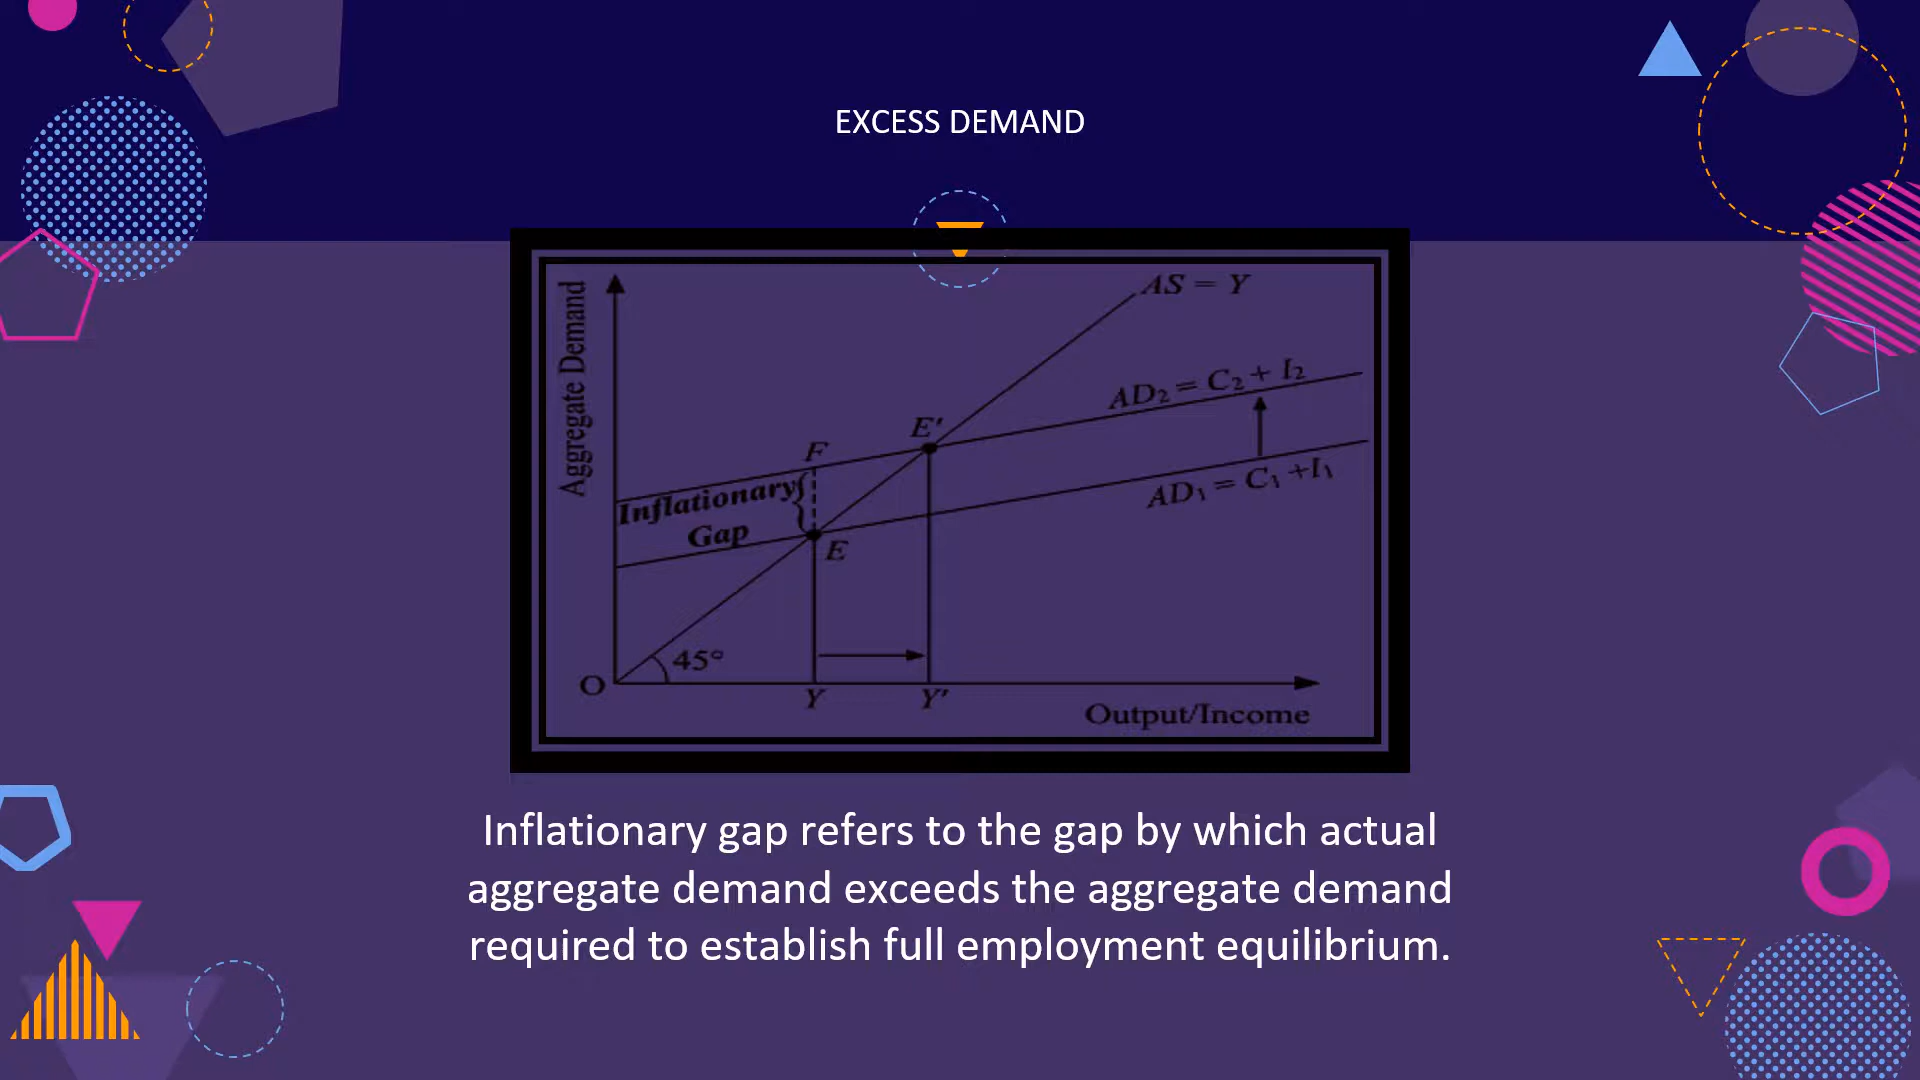 EXCESS DEMAND
Aggregate Demand
AS = Y
AD₂ = C₂ + I₂
E'
F
Inflationary
Gap
AD₁ = C₁ + I₁
E
45°
O
Y
Y'
Output/Income
Inflationary gap refers to the gap by which actual
aggregate demand exceeds the aggregate demand
required to establish full employment equilibrium.